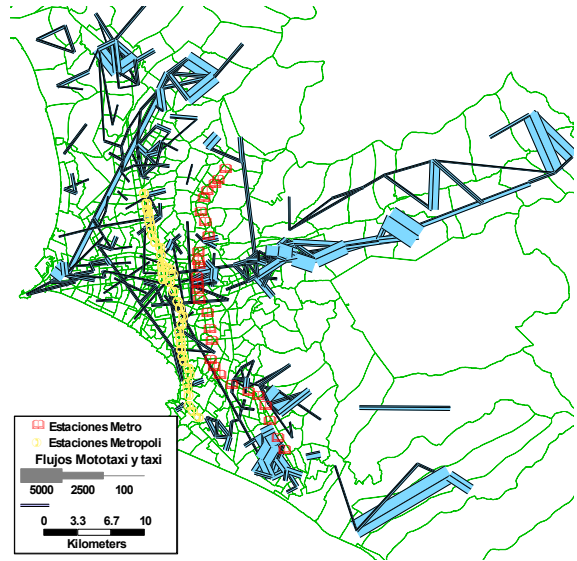 Estaciones Metro
Estaciones Metropoli
Flujos Mototaxi y taxi
5000 2500 100
0 3.3 6.7 10
Kilometers